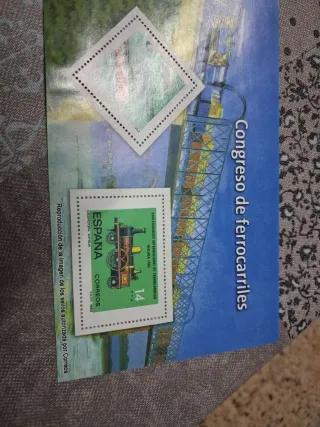 Congreso de ferrocarriles
14
CORREOS
ESPAÑA
Reproducción de la imagen de los sellos autorizada por Correos